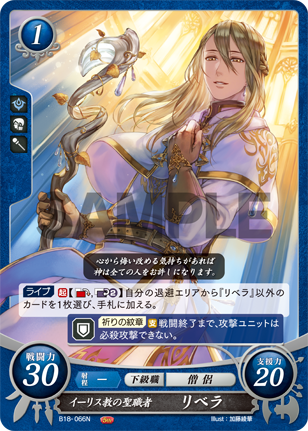 1
SAMPLE
心から悔い改める気持ちがあれば
神は全ての人をお許しになります。
ライブ 起 自分の退避エリアから『リベラ』以外の
カードを1枚選び、手札に加える。
祈りの紋章 支 戦闘終了まで、攻撃ユニットは
必殺攻撃できない。
戦闘力
30
射程 一 下級職 僧侶
支援力
20
イーリス教の聖職者 リベラ
B18-066N
Illust:加藤綾華